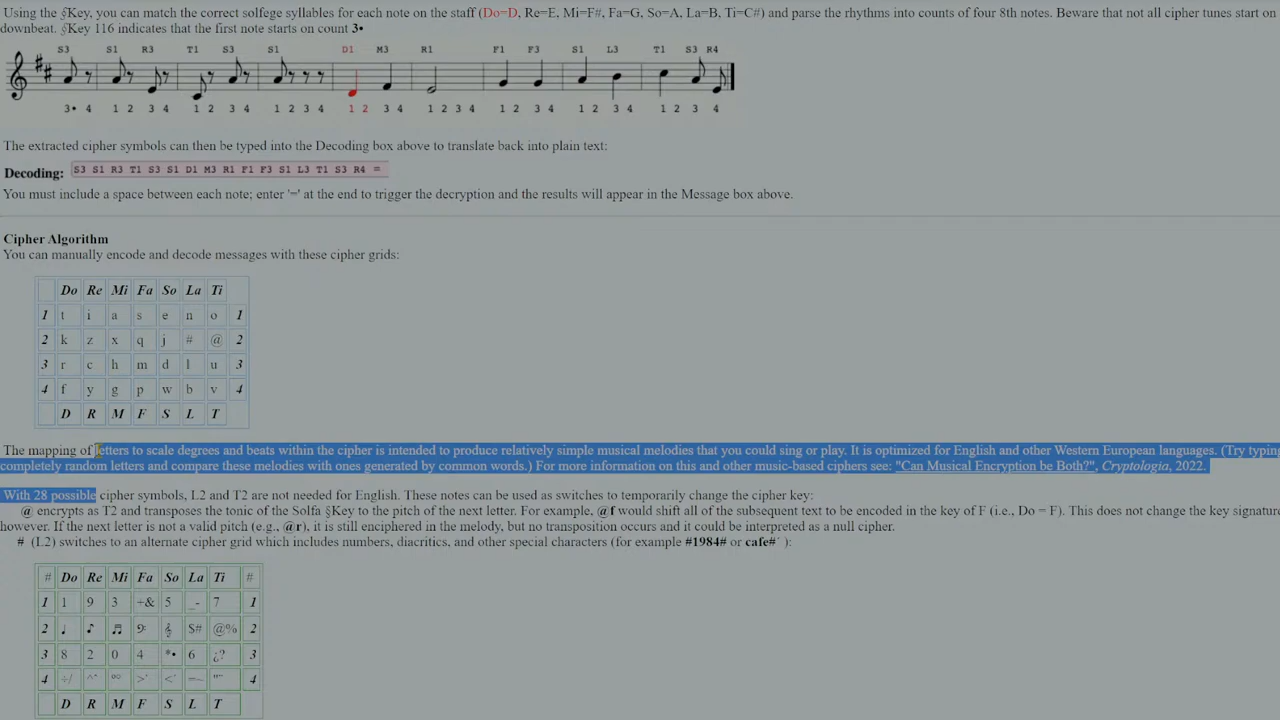 Using the §Key, you can match the correct solfege syllables for each note on the staff (Do=D, Re=E, Mi=F#, Fa=G, So=A, La=B, Ti=C#) and parse the rhythms into counts of four 8th notes. Beware that not all cipher tunes start on
downbeat. §Key 116 indicates that the first note starts on count 3•
S3 S1 R3 T1 S3 S1 D1 M3 R1 F1 F3 S1 L3 T1 S3 R4
3• 4 1 2 3 4 1 2 3 4 1 2 3 4 1 2 3 4 1 2 3 4 1 2 3 4 1 2 3 4 1 2 3 4
The extracted cipher symbols can then be typed into the Decoding box above to translate back into plain text:
Decoding: S3 S1 R3 T1 S3 S1 D1 M3 R1 F1 F3 S1 L3 T1 S3 R4 =
You must include a space between each note; enter '=' at the end to trigger the decryption and the results will appear in the Message box above.
Cipher Algorithm
You can manually encode and decode messages with these cipher grids:
Do Re Mi Fa So La Ti
1 t i a s e n o 1
2 k z x q j # @ 2
3 r c h m d l u 3
4 f y g p w b v 4
D R M F S L T
The mapping of letters to scale degrees and beats within the cipher is intended to produce relatively simple musical melodies that you could sing or play. It is optimized for English and other Western European languages. (Try typing
completely random letters and compare these melodies with ones generated by common words.) For more information on this and other music-based ciphers see: "Can Musical Encryption be Both?", Cryptologia, 2022.
With 28 possible cipher symbols, L2 and T2 are not needed for English. These notes can be used as switches to temporarily change the cipher key:
@ encrypts as T2 and transposes the tonic of the Solfa §Key to the pitch of the next letter. For example, @f would shift all of the subsequent text to be encoded in the key of F (i.e., Do = F). This does not change the key signature
however. If the next letter is not a valid pitch (e.g., @r), it is still enciphered in the melody, but no transposition occurs and it could be interpreted as a null cipher.
# (L2) switches to an alternate cipher grid which includes numbers, diacritics, and other special characters (for example #1984# or cafe#´ ):
# Do Re Mi Fa So La Ti #
1 1 9 3 +& 5 _- 7 1
2 ♩ ♪ ♬ 𝄢 𝄞 $# @% 2
3 8 2 0 4 *• 6 ¿? 3
4 ÷/ 4
D R M F S L T